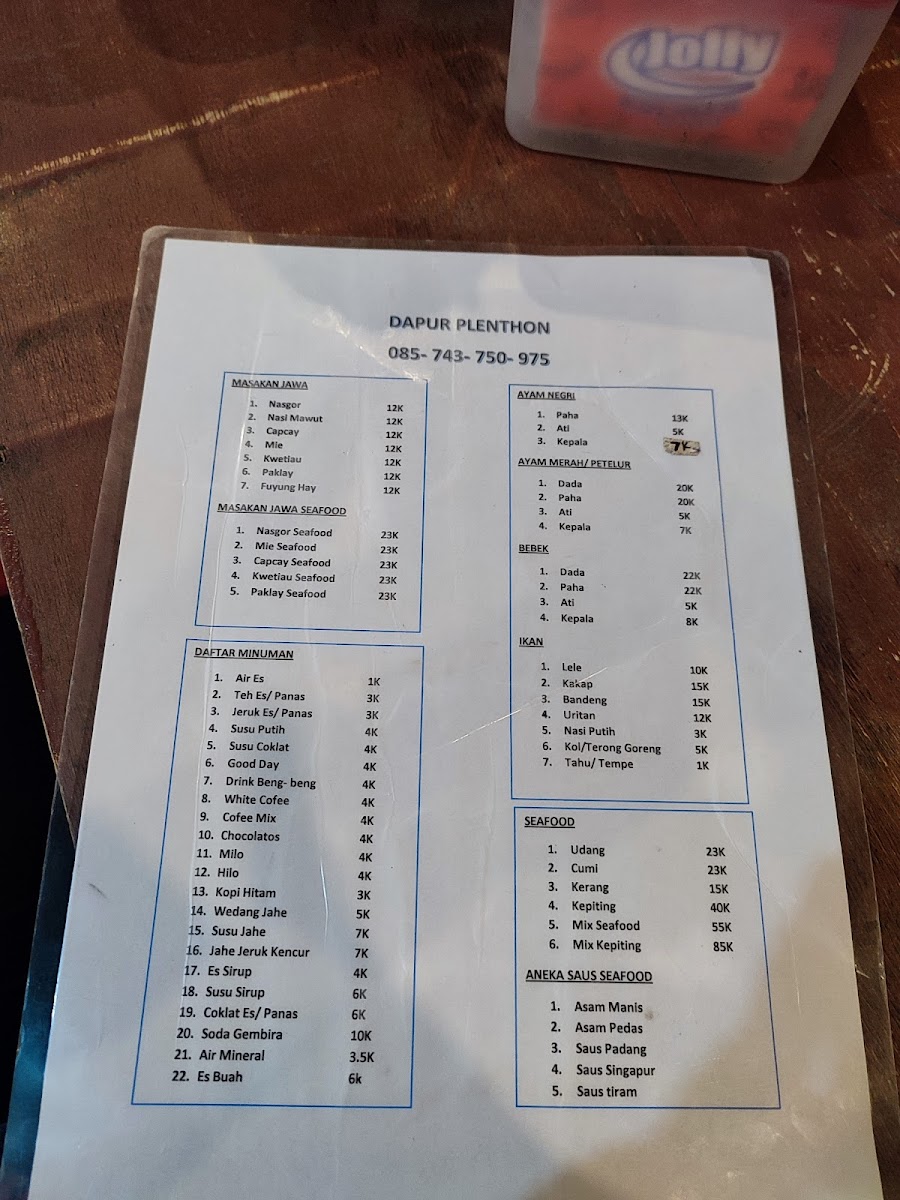 Jolly
DAPUR PLENTHON
085- 743- 750- 975
MASAKAN JAWA
1. Nasgor 12K
2. Nasi Mawut 12K
3. Capcay 12K
4. Mie 12K
5. Kwetiau 12K
6. Paklay 12K
7. Fuyung Hay 12K
MASAKAN JAWA SEAFOOD
1. Nasgor Seafood 23K
2. Mie Seafood 23K
3. Capcay Seafood 23K
4. Kwetiau Seafood 23K
5. Paklay Seafood 23K
DAFTAR MINUMAN
1. Air Es 1K
2. Teh Es/ Panas 3K
3. Jeruk Es/ Panas 3K
4. Susu Putih 4K
5. Susu Coklat 4K
6. Good Day 4K
7. Drink Beng- beng 4K
8. White Cofee 4K
9. Cofee Mix 4K
10. Chocolatos 4K
11. Milo 4K
12. Hilo 4K
13. Kopi Hitam 3K
14. Wedang Jahe 5K
15. Susu Jahe 7K
16. Jahe Jeruk Kencur 7K
17. Es Sirup 4K
18. Susu Sirup 6K
19. Coklat Es/ Panas 6K
20. Soda Gembira 10K
21. Air Mineral 3.5K
22. Es Buah 6k
AYAM NEGRI
1. Paha 13K
2. Ati 5K
3. Kepala 7K
AYAM MERAH/ PETELUR
1. Dada 20K
2. Paha 20K
3. Ati 5K
4. Kepala 7K
BEBEK
1. Dada 22K
2. Paha 22K
3. Ati 5K
4. Kepala 8K
IKAN
1. Lele 10K
2. Kakap 15K
3. Bandeng 15K
4. Uritan 12K
5. Nasi Putih 3K
6. Kol/Terong Goreng 5K
7. Tahu/ Tempe 1K
SEAFOOD
1. Udang 23K
2. Cumi 23K
3. Kerang 15K
4. Kepiting 40K
5. Mix Seafood 55K
6. Mix Kepiting 85K
ANEKA SAUS SEAFOOD
1. Asam Manis
2. Asam Pedas
3. Saus Padang
4. Saus Singapur
5. Saus tiram